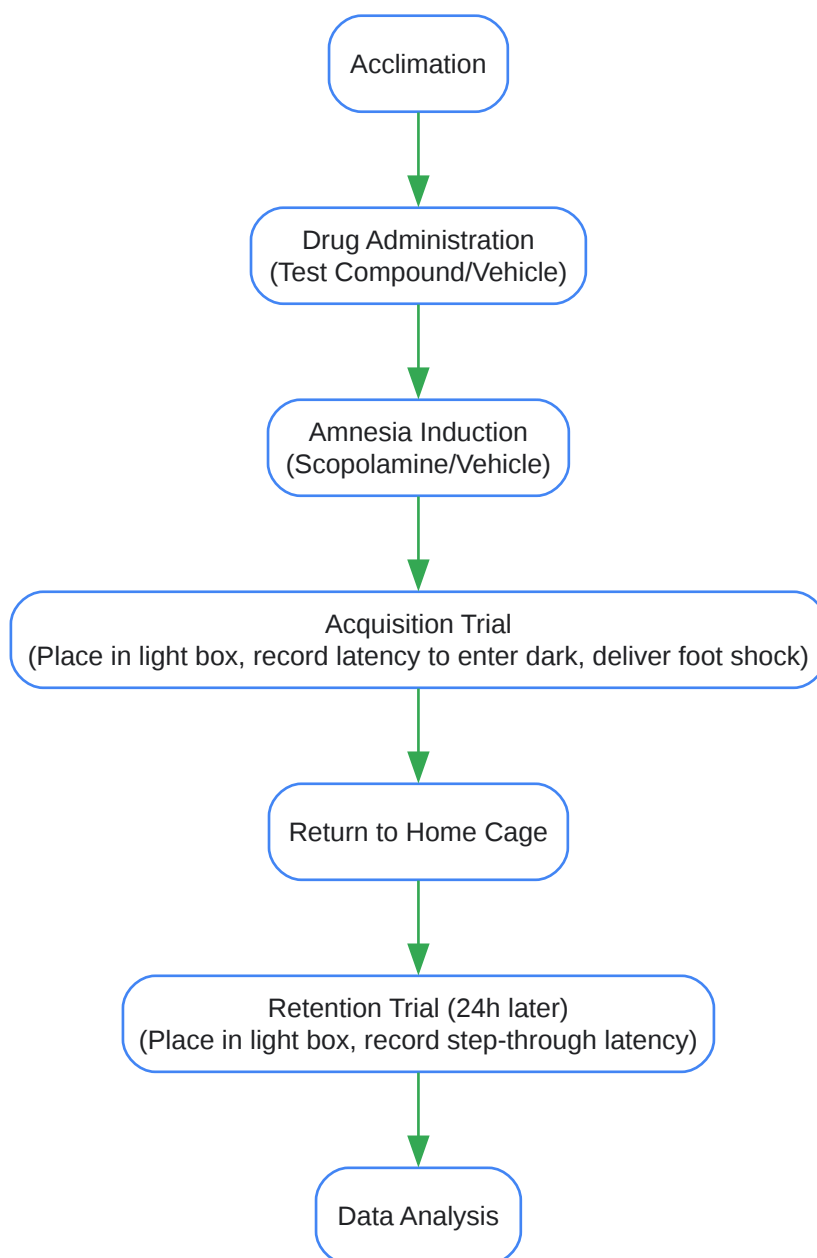 Acclimation
Drug Administration
(Test Compound/Vehicle)
Amnesia Induction
(Scopolamine/Vehicle)
Acquisition Trial
(Place in light box, record latency to enter dark, deliver foot shock)
Return to Home Cage
Retention Trial (24h later)
(Place in light box, record step-through latency)
Data Analysis